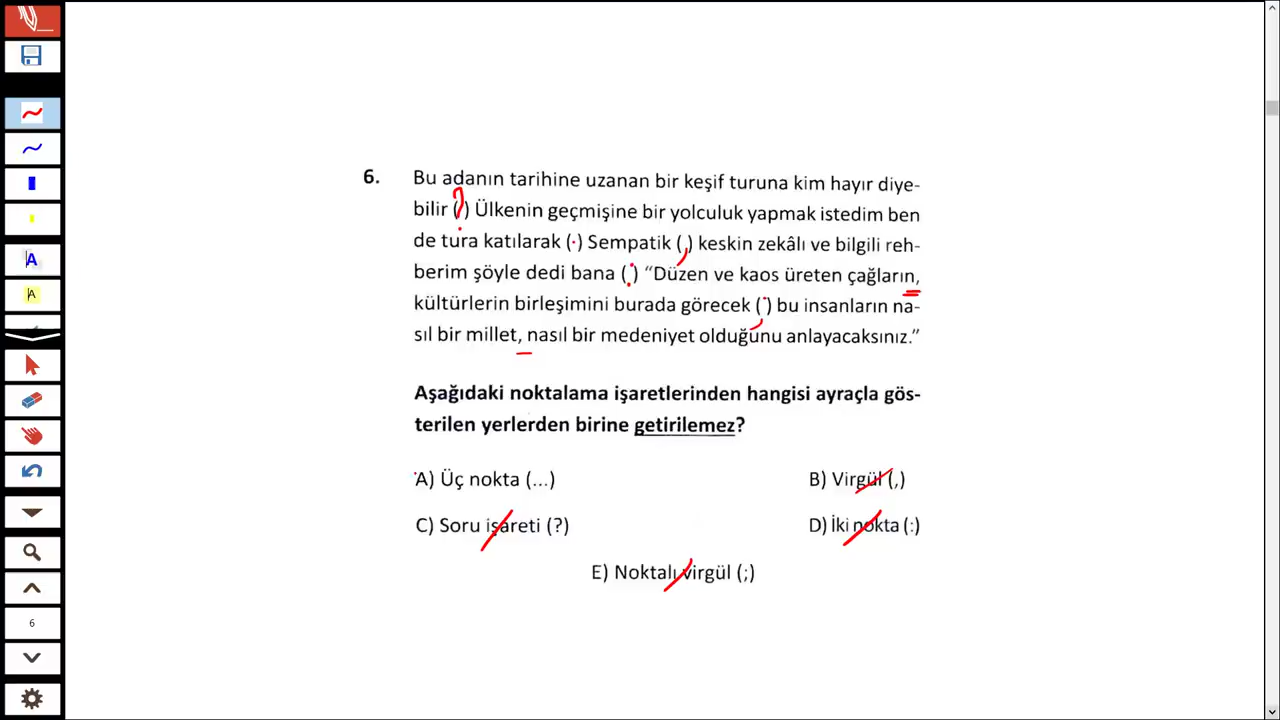 6. Bu adanın tarihine uzanan bir keşif turuna kim hayır diye-
bilir (?) Ülkenin geçmişine bir yolculuk yapmak istedim ben
de tura katılarak (.) Sempatik (,) keskin zekâlı ve bilgili reh-
berim şöyle dedi bana (:) “Düzen ve kaos üreten çağların,
kültürlerin birleşimini burada görecek (;) bu insanların na-
sıl bir millet, nasıl bir medeniyet olduğunu anlayacaksınız.”
Aşağıdaki noktalama işaretlerinden hangisi ayraçla gös-
terilen yerlerden birine getirilemez?
A) Üç nokta (...)
B) Virgül (,)
C) Soru işareti (?)
D) İki nokta (:)
E) Noktalı virgül (;)
A
A
6